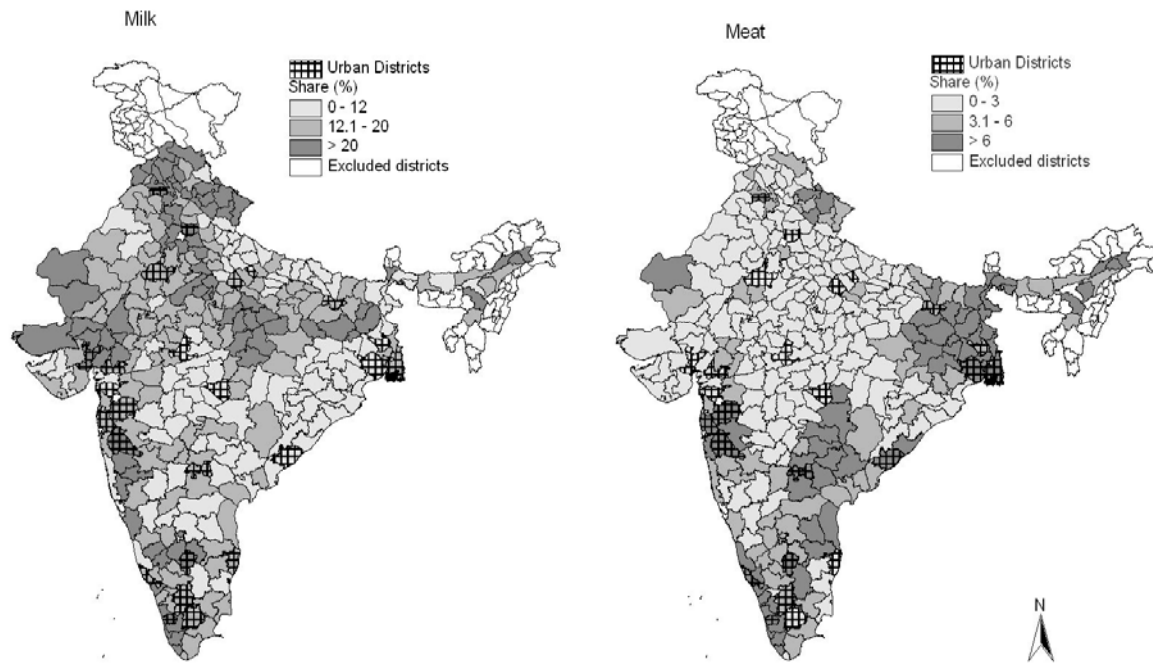 Milk
Urban Districts
Share (%)
0 - 12
12.1 - 20
> 20
Excluded districts
Meat
Urban Districts
Share (%)
0 - 3
3.1 - 6
> 6
Excluded districts
N